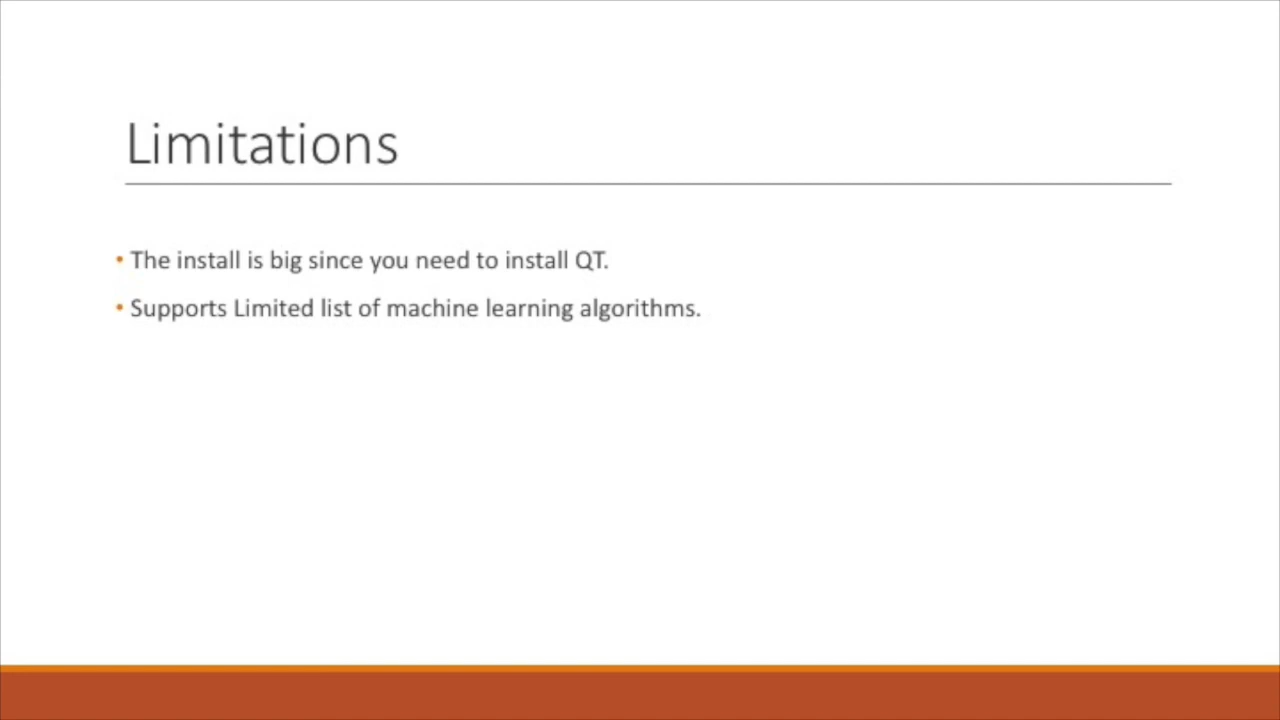 Limitations
• The install is big since you need to install QT.
• Supports Limited list of machine learning algorithms.